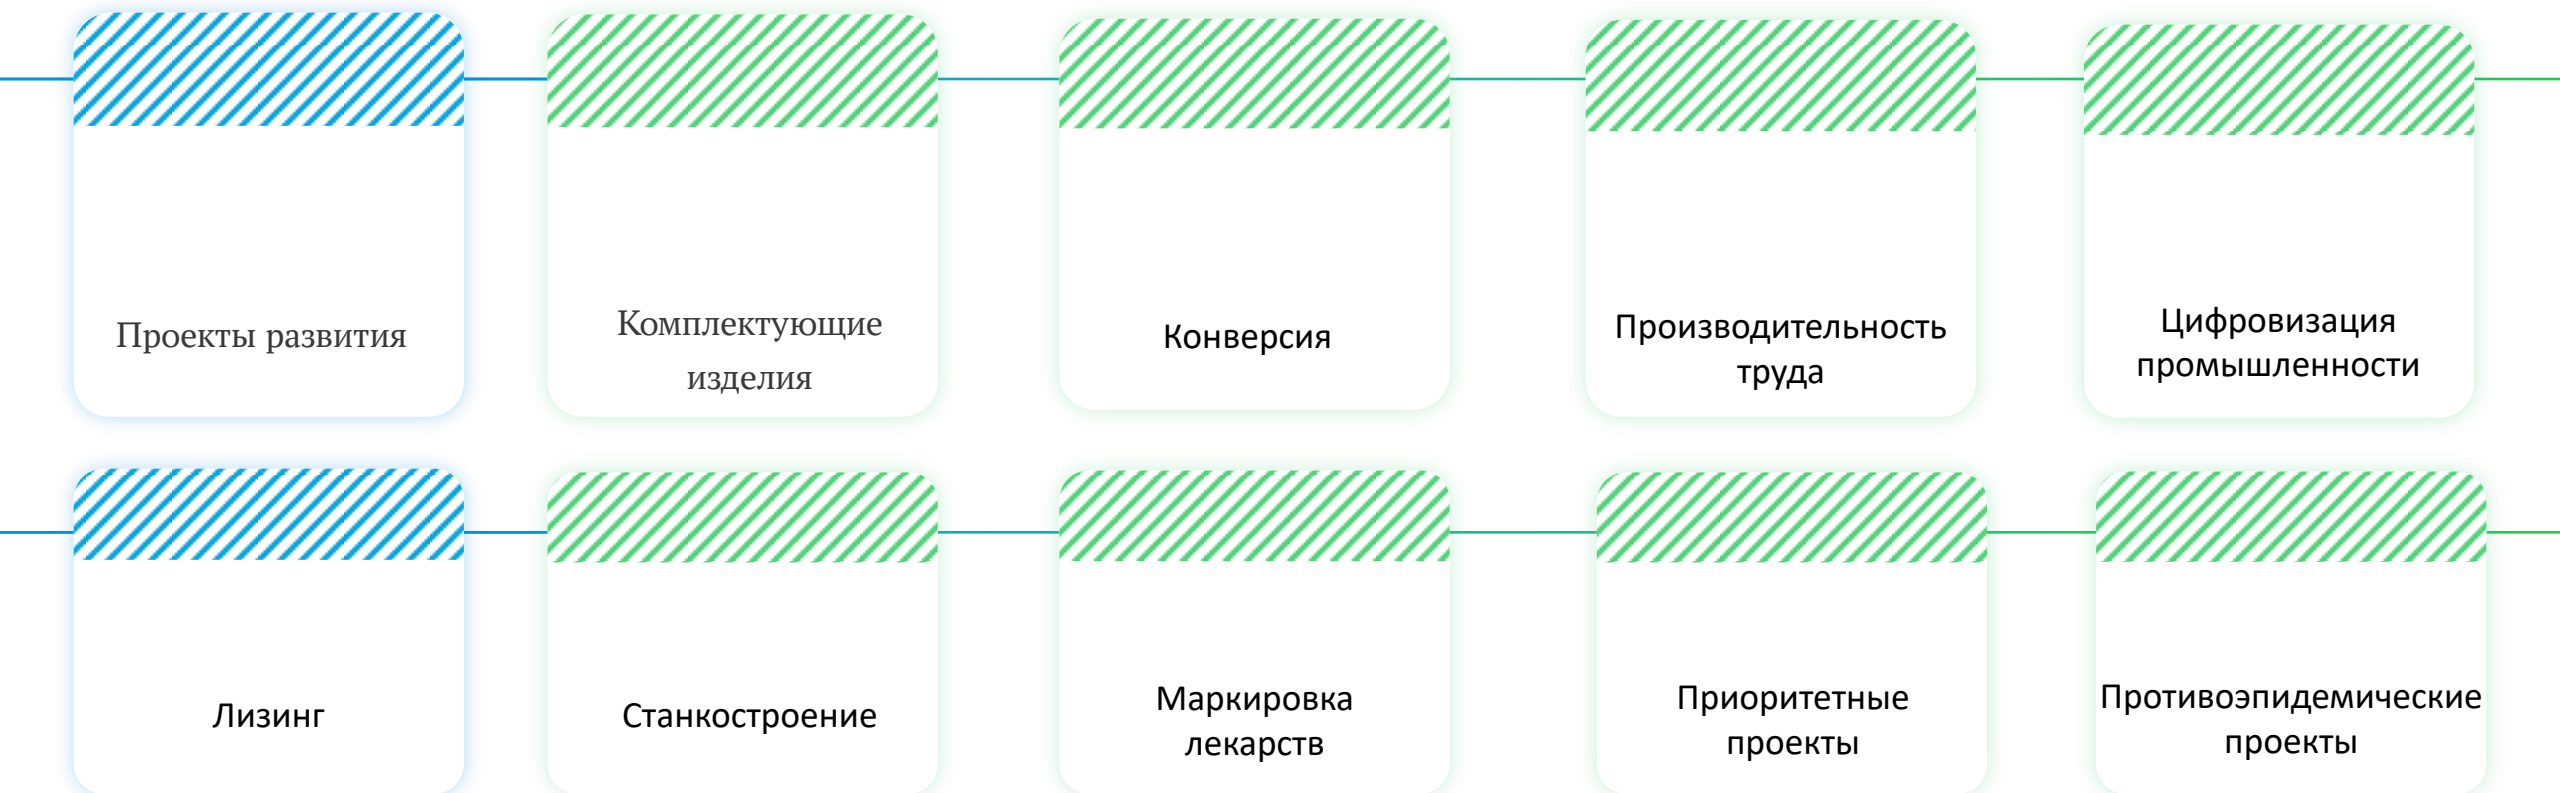 Проекты развития
Комплектующие
изделия
Конверсия
Производительность
труда
Цифровизация
промышленности
Лизинг
Станкостроение
Маркировка
лекарств
Приоритетные
проекты
Противоэпидемические
проекты